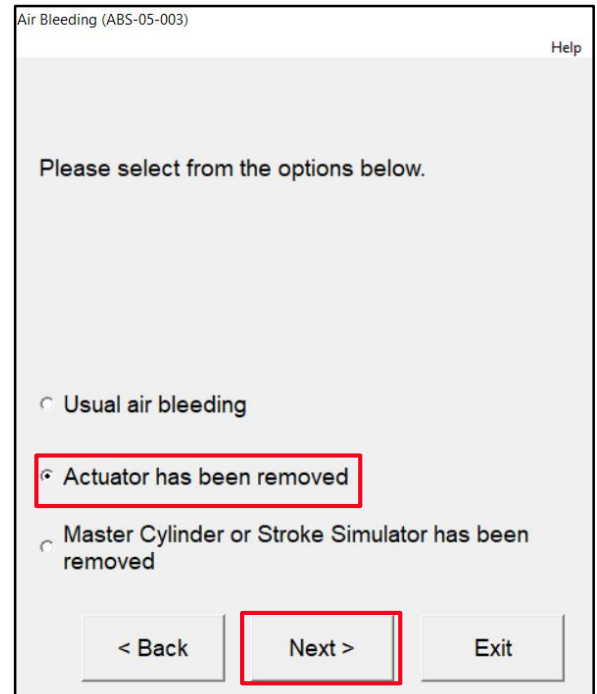 Air Bleeding (ABS-05-003)
Help
Please select from the options below.
Usual air bleeding
Actuator has been removed
Master Cylinder or Stroke Simulator has been
removed
< Back
Next >
Exit